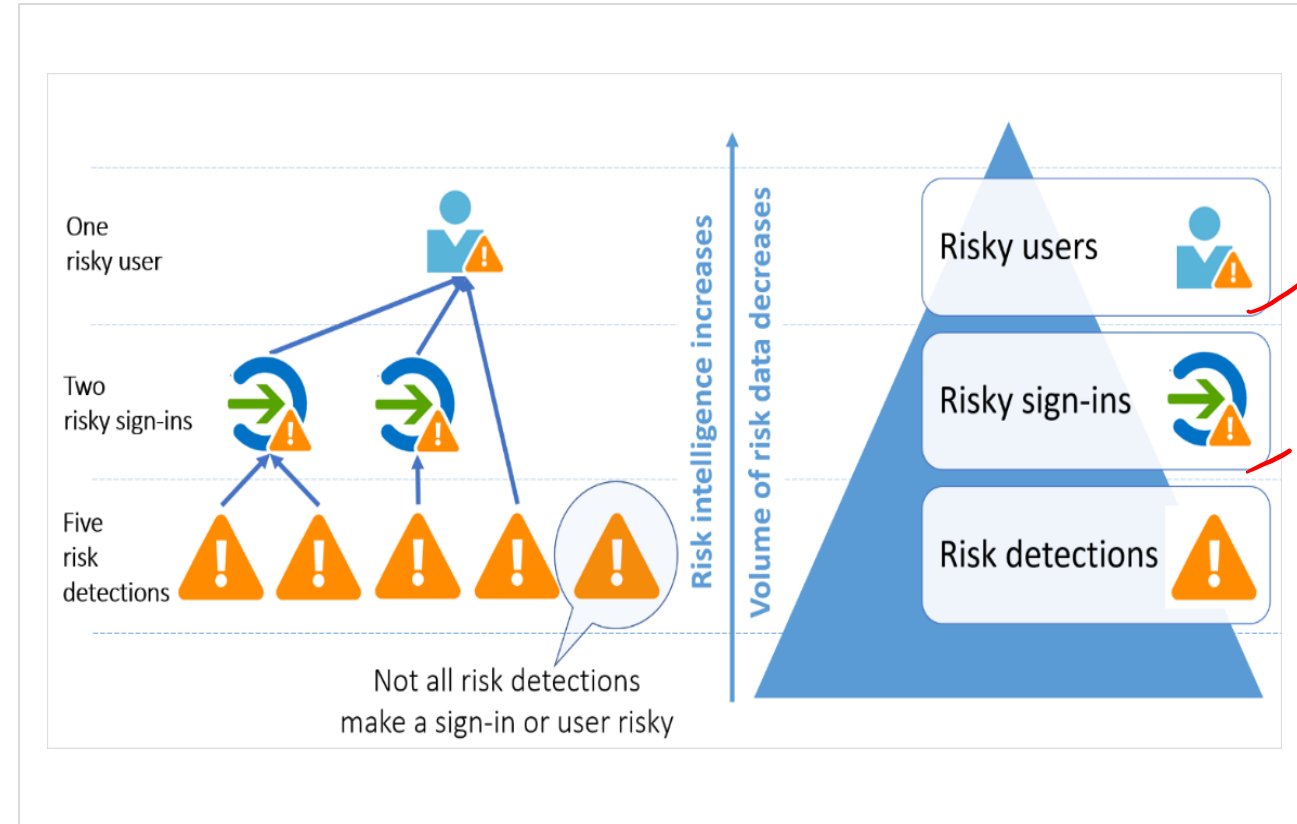 One
risky user
Two
risky sign-ins
Five
risk
detections
Not all risk detections
make a sign-in or user risky
Risk intelligence increases
Volume of risk data decreases
Risky users
Risky sign-ins
Risk detections